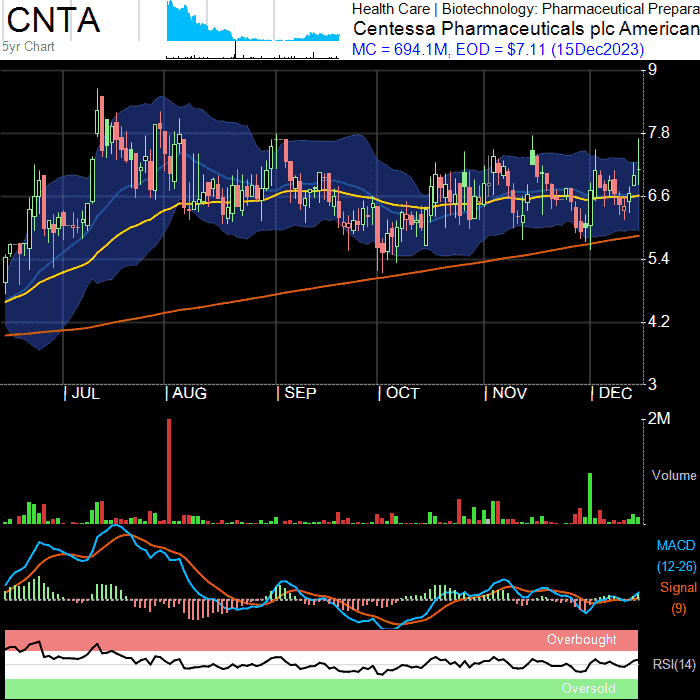 CNTA
5yr Chart
Health Care | Biotechnology: Pharmaceutical Prepara
Centessa Pharmaceuticals plc American
MC = 694.1M, EOD = $7.11 (15Dec2023)
9
7.8
6.6
5.4
4.2
3
| JUL | AUG | SEP | OCT | NOV | DEC
2M
Volume
MACD
(12-26)
Signal
(9)
Overbought
RSI(14)
Oversold